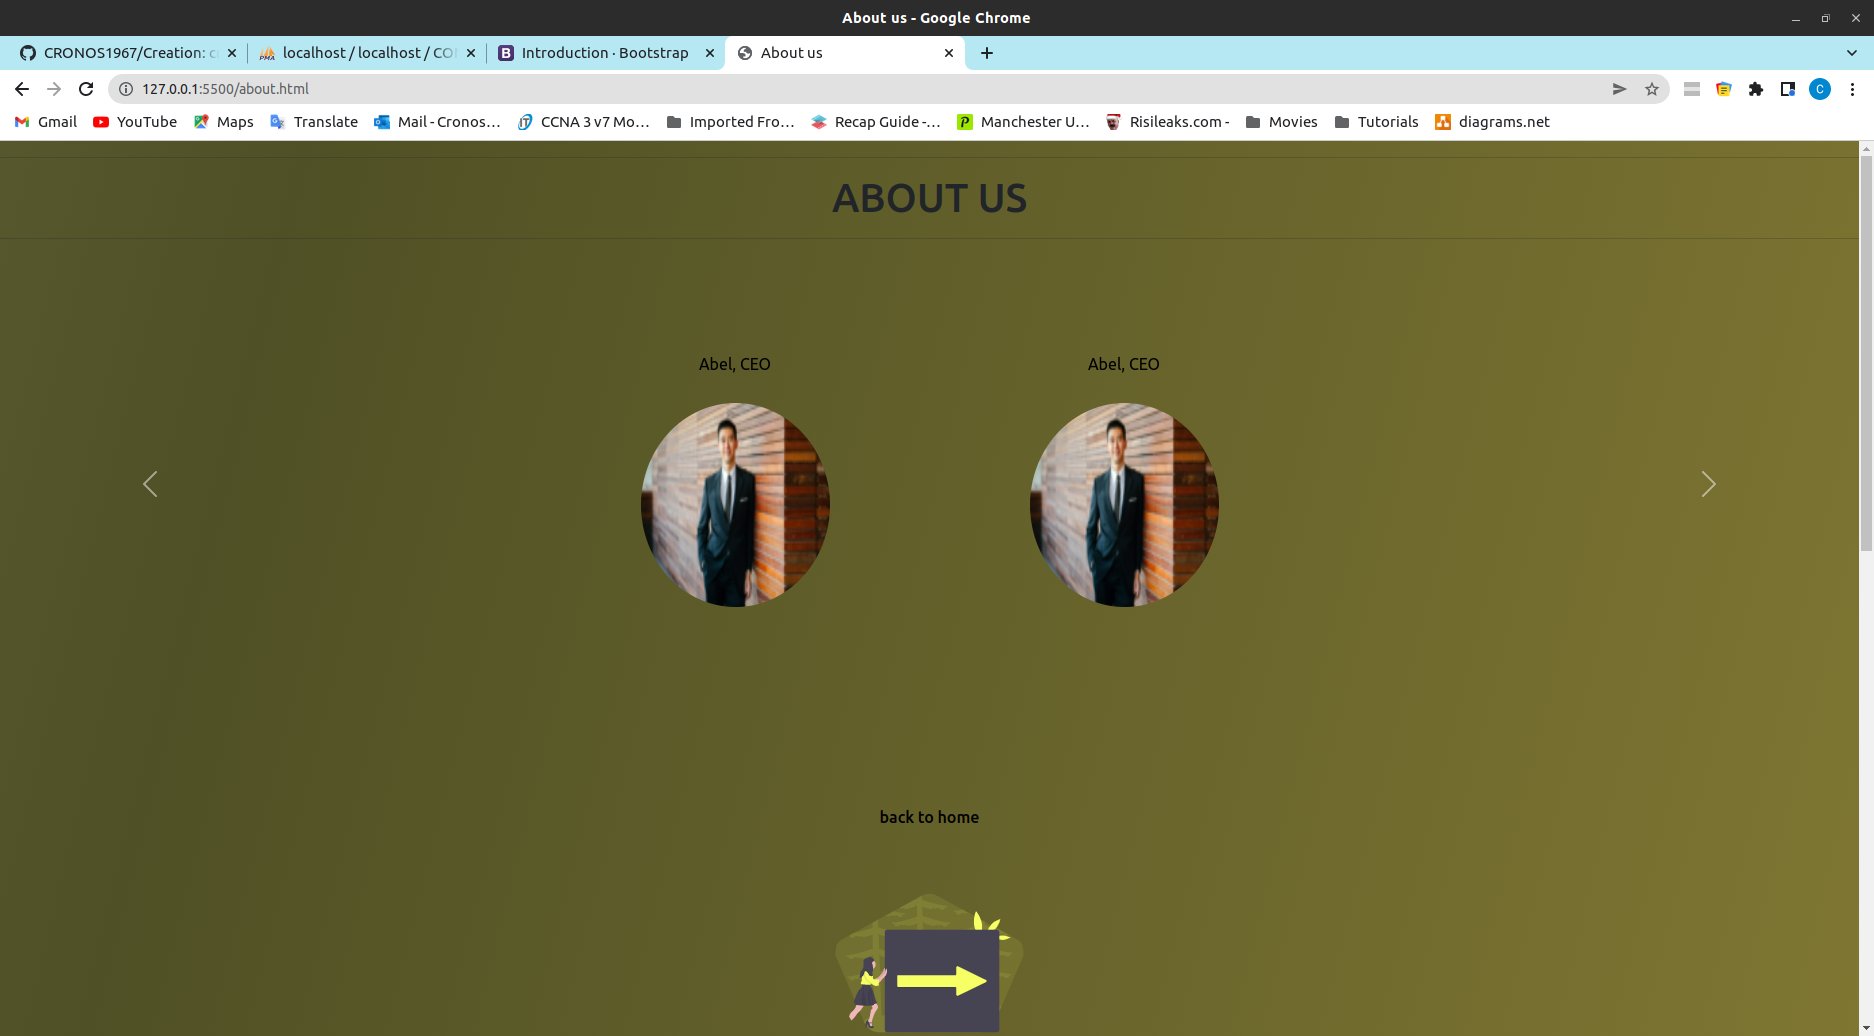 About us - Google Chrome
CRONOS1967/Creation: c
localhost / localhost / CO
Introduction · Bootstrap
About us
127.0.0.1:5500/about.html
C
Gmail
YouTube
Maps
Translate
Mail - Cronos...
CCNA 3 v7 Mo...
Imported Fro...
Recap Guide -...
Manchester U...
Risileaks.com -
Movies
Tutorials
diagrams.net
ABOUT US
Abel, CEO
Abel, CEO
back to home